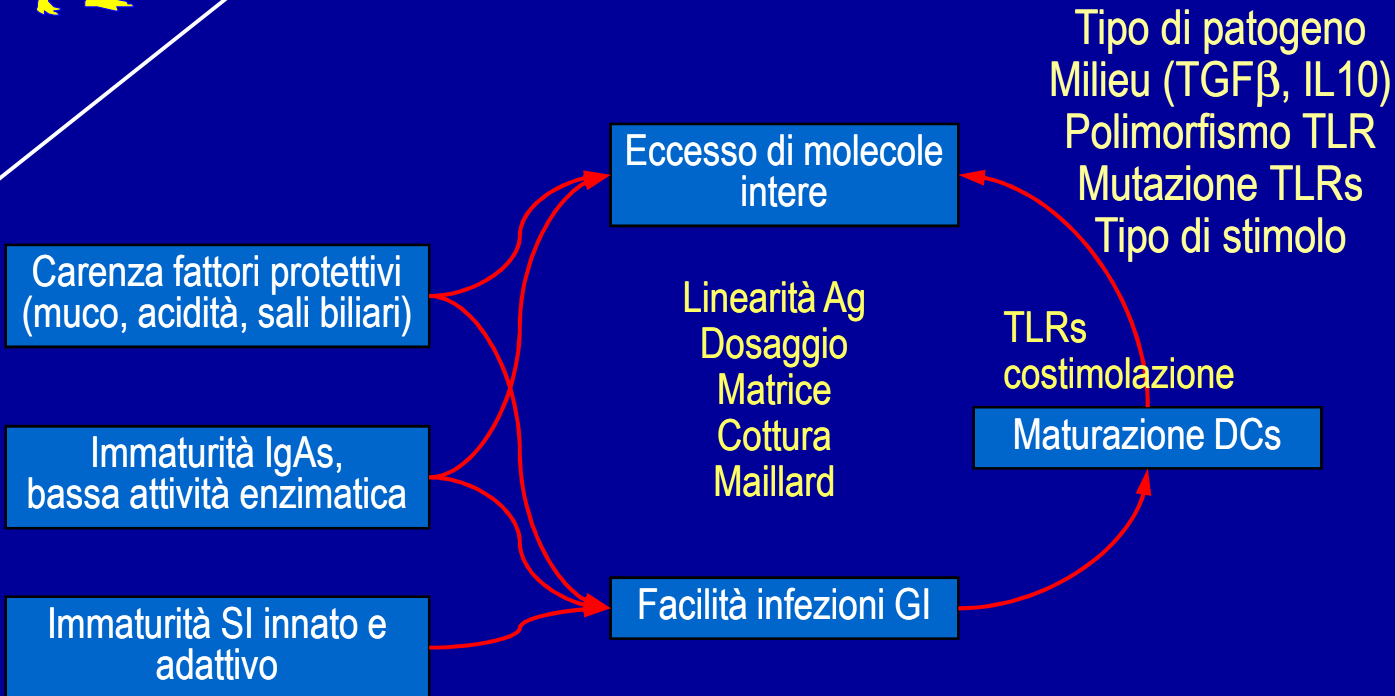 Tipo di patogeno
Milieu (TGFβ, IL10)
Polimorfismo TLR
Mutazione TLRs
Tipo di stimolo
Eccesso di molecole
intere
Carenza fattori protettivi
(muco, acidità, sali biliari)
Linearità Ag
Dosaggio
Matrice
Cottura
Maillard
TLRs
costimolazione
Maturazione DCs
Immaturità IgAs,
bassa attività enzimatica
Facilità infezioni GI
Immaturità SI innato e
adattivo